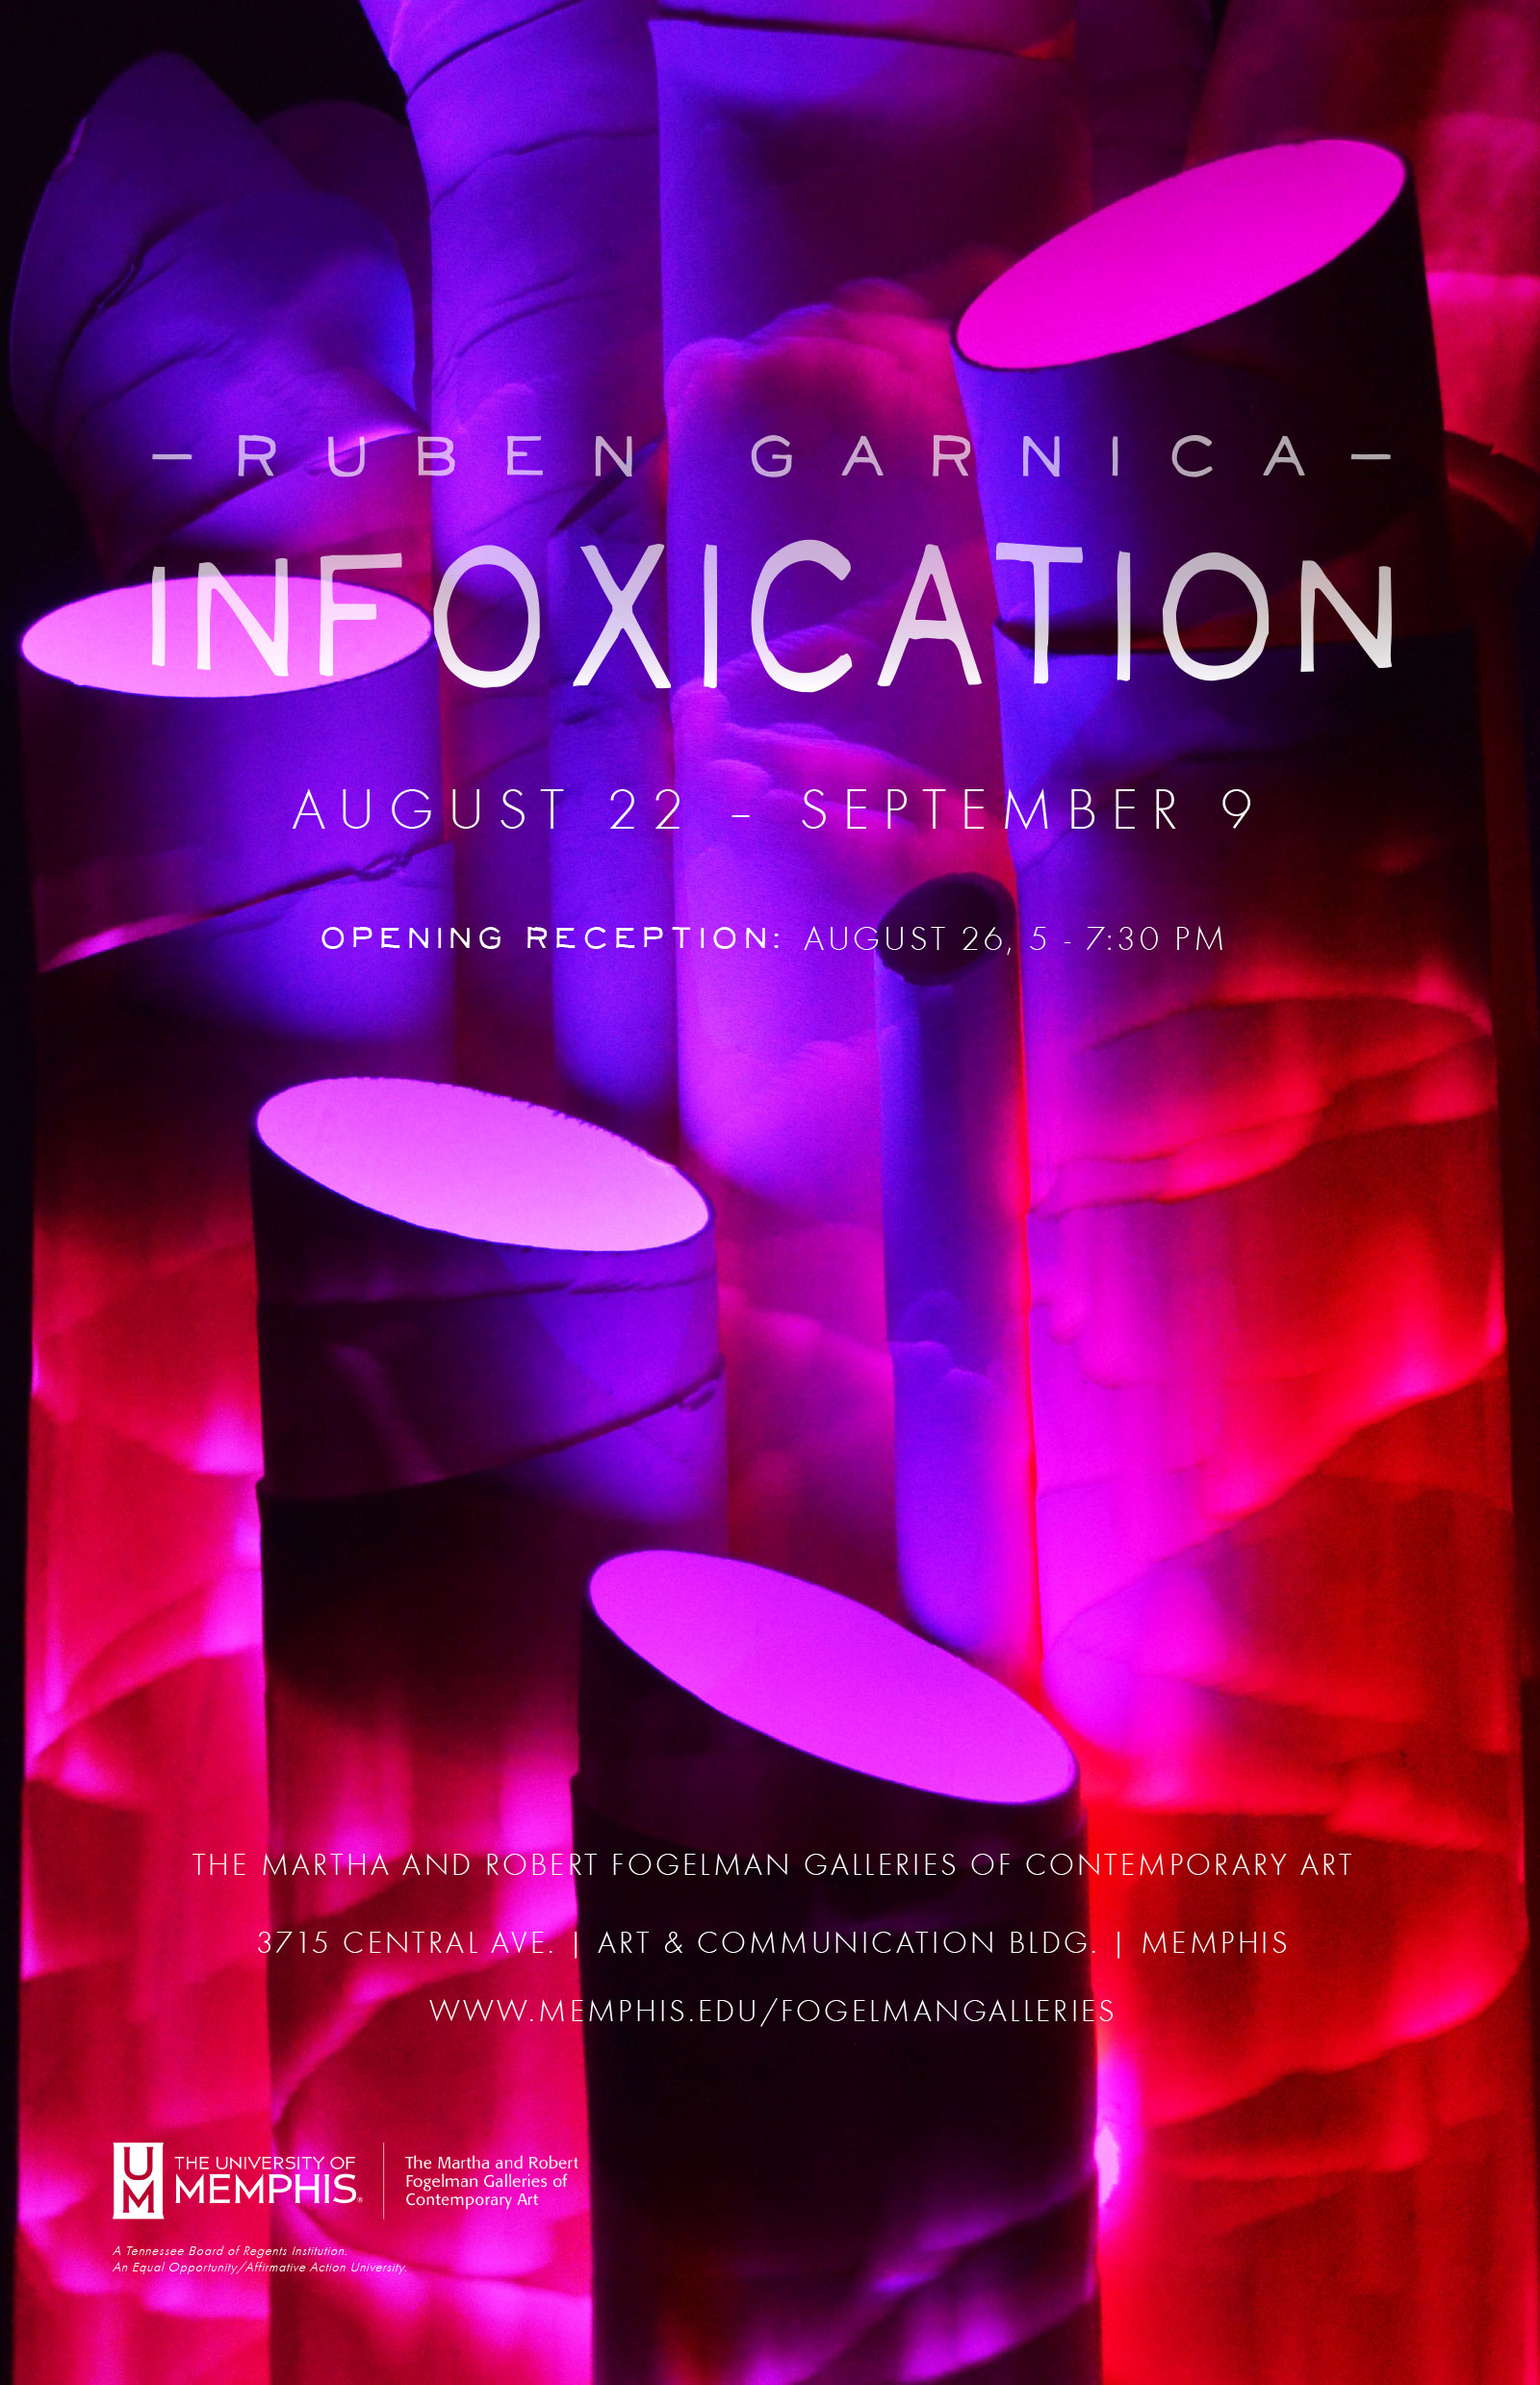 –RUBEN GARNICA–
INFOXICATION
AUGUST 22 – SEPTEMBER 9
OPENING RECEPTION: AUGUST 26, 5 - 7:30 PM
THE MARTHA AND ROBERT FOGELMAN GALLERIES OF CONTEMPORARY ART
3715 CENTRAL AVE. | ART & COMMUNICATION BLDG. | MEMPHIS
WWW.MEMPHIS.EDU/FOGELMANGALLERIES
UM
THE UNIVERSITY OF
MEMPHIS®
The Martha and Robert
Fogelman Galleries of
Contemporary Art
A Tennessee Board of Regents Institution.
An Equal Opportunity/Affirmative Action University.